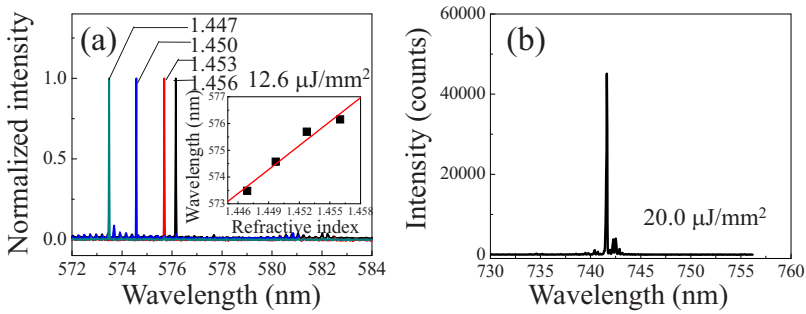 (a)
1.447
1.450
1.453
1.456
12.6 μJ/mm²
Normalized intensity
1.0
0.5
0.0
572 574 576 578 580 582 584
Wavelength (nm)
Wavelength (nm)
577
576
575
574
573
1.446 1.449 1.452 1.455 1.458
Refractive index
(b)
Intensity (counts)
60000
40000
20000
0
20.0 μJ/mm²
730 735 740 745 750 755 760
Wavelength (nm)